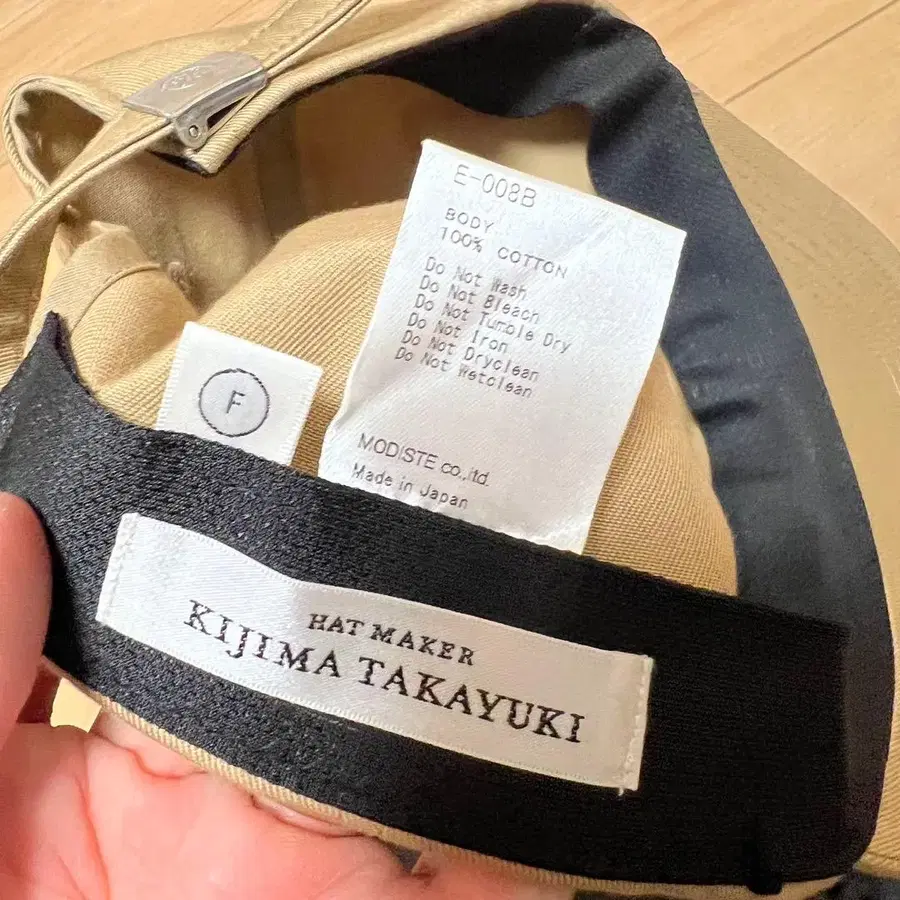 E-008B
BODY
100% COTTON
Do Not Wash
Do Not Bleach
Do Not Tumble Dry
Do Not Iron
Do Not Dryclean
Do Not Wetclean
MODISTE co.,ltd.
Made in Japan
F
HAT MAKER
KIJIMA TAKAYUKI